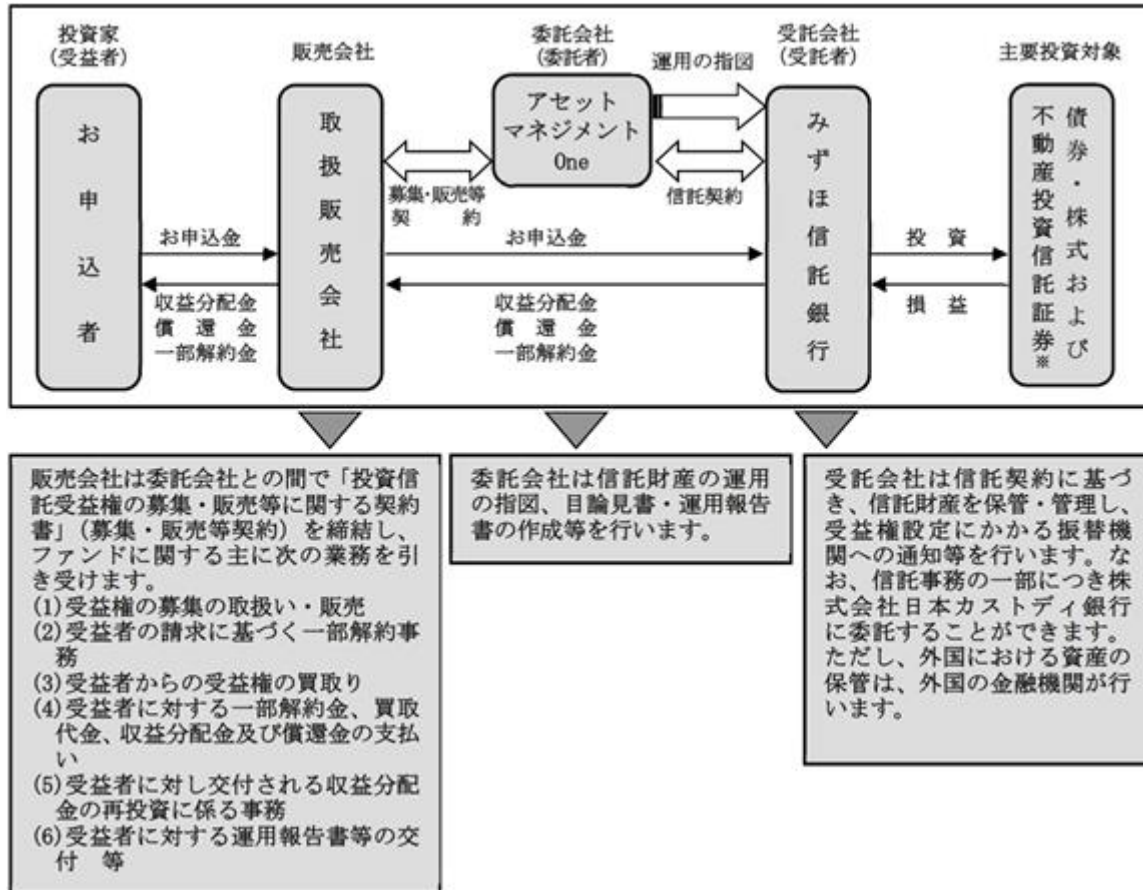 投資家
(受益者)
販売会社
委託会社
(委託者)
運用の指図
受託会社
(受託者)
主要投資対象
お申込者
取扱販売会社
アセット
マネジメント
One
みずほ信託銀行
債券・株式および
不動産投資信託証券※
募集・販売等
契　約
信託契約
お申込金
収益分配金
償 還 金
一部解約金
お申込金
収益分配金
償 還 金
一部解約金
投　資
損　益
販売会社は委託会社との間で「投資信
託受益権の募集・販売等に関する契約
書」(募集・販売等契約) を締結し、
ファンドに関する主に次の業務を引
き受けます。
(1)受益権の募集の取扱い・販売
(2)受益者の請求に基づく一部解約事
務
(3)受益者からの受益権の買取り
(4)受益者に対する一部解約金、買取
代金、収益分配金及び償還金の支払
い
(5)受益者に対し交付される収益分配
金の再投資に係る事務
(6)受益者に対する運用報告書等の交
付　等
委託会社は信託財産の運用
の指図、目論見書・運用報告
書の作成等を行います。
受託会社は信託契約に基づ
き、信託財産を保管・管理し、
受益権設定にかかる振替機
関への通知等を行います。な
お、信託事務の一部につき株
式会社日本カストディ銀行
に委託することができます。
ただし、外国における資産の
保管は、外国の金融機関が行
います。